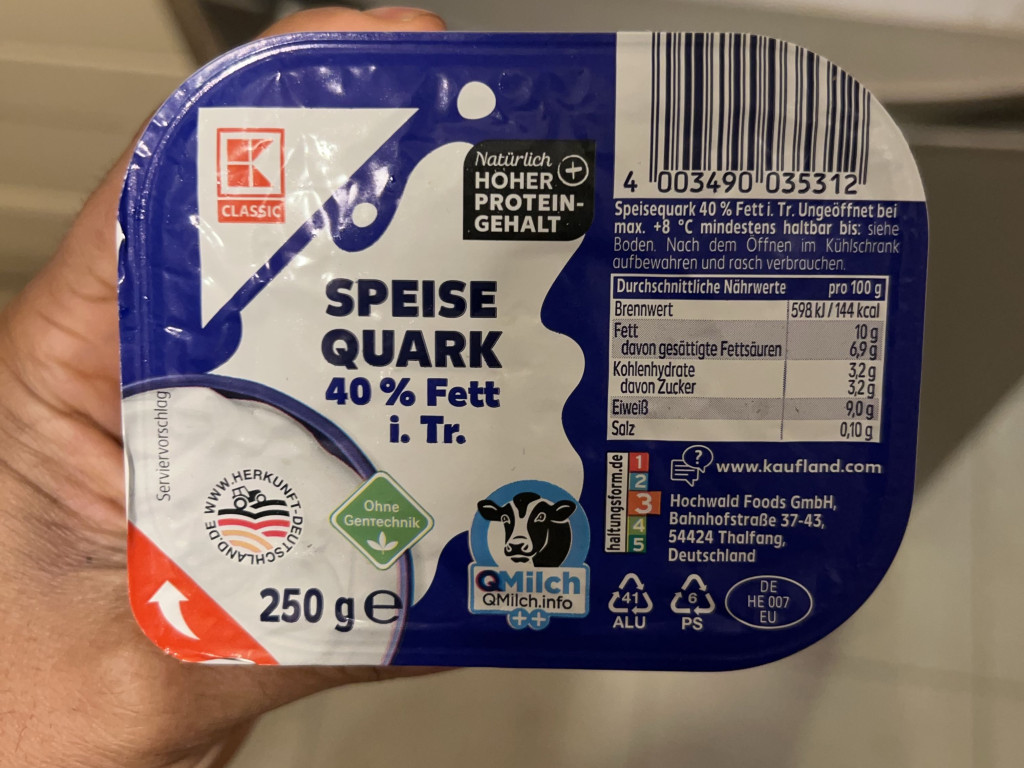 K
CLASSIC
Natürlich
HOHER
PROTEIN-
GEHALT
SPEISE
QUARK
40 % Fett
i. Tr.
Serviervorschlag
WWW.HERKUNFT-DEUTSCHLAND.DE
Ohne
Gentechnik
250 g e
QMilch
QMilch.info
++
4 003490 035312
Speisequark 40 % Fett i. Tr. Ungeöffnet bei
max. +8 °C mindestens haltbar bis: siehe
Boden. Nach dem Öffnen im Kühlschrank
aufbewahren und rasch verbrauchen.
Durchschnittliche Nährwerte pro 100 g
Brennwert 598 kJ / 144 kcal
Fett 10 g
davon gesättigte Fettsäuren 6,9 g
Kohlenhydrate 3,2 g
davon Zucker 3,2 g
Eiweiß 9,0 g
Salz 0,10 g
haltungsform.de
1
2
3
4
5
?
www.kaufland.com
Hochwald Foods GmbH,
Bahnhofstraße 37-43,
54424 Thalfang,
Deutschland
41
ALU
6
PS
DE
HE 007
EU